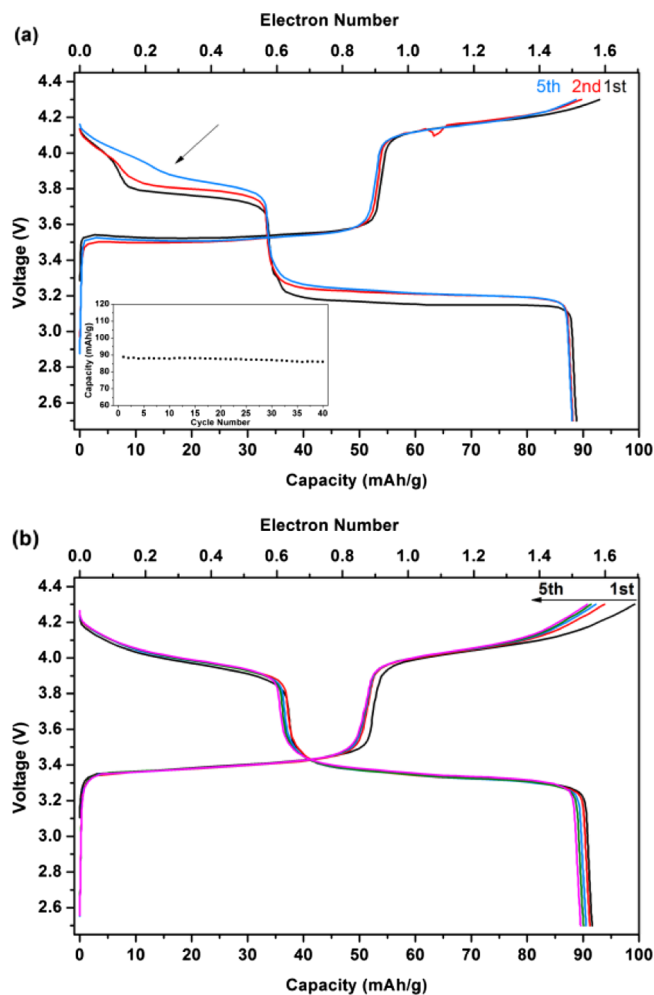 (a)
Electron Number
0.0 0.2 0.4 0.6 0.8 1.0 1.2 1.4 1.6
5th 2nd 1st
4.4
4.2
4.0
3.8
3.6
3.4
3.2
3.0
2.8
2.6
Voltage (V)
120
110
100
90
80
70
60
Capacity (mAh/g)
0 5 10 15 20 25 30 35 40
Cycle Number
0 10 20 30 40 50 60 70 80 90 100
Capacity (mAh/g)
(b)
Electron Number
0.0 0.2 0.4 0.6 0.8 1.0 1.2 1.4 1.6
5th 1st
4.4
4.2
4.0
3.8
3.6
3.4
3.2
3.0
2.8
2.6
Voltage (V)
0 10 20 30 40 50 60 70 80 90 100
Capacity (mAh/g)